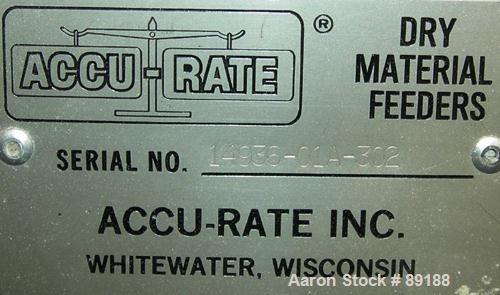 ACCU-RATE ®
DRY
MATERIAL
FEEDERS
SERIAL NO. 14936-01A-302
ACCU-RATE INC.
WHITEWATER, WISCONSIN
Aaron Stock # 89188